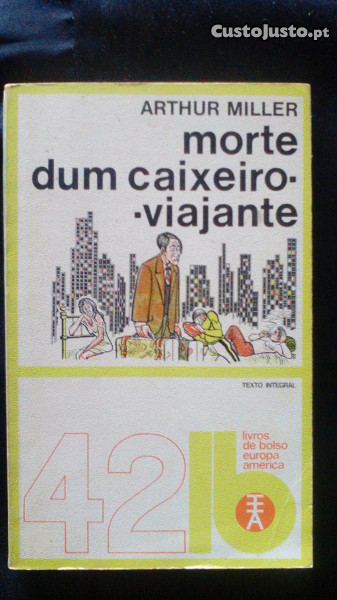 CustoJusto.pt
ARTHUR MILLER
morte
dum caixeiro-
-viajante
TEXTO INTEGRAL
42
lb
livros
de bolso
europa
américa